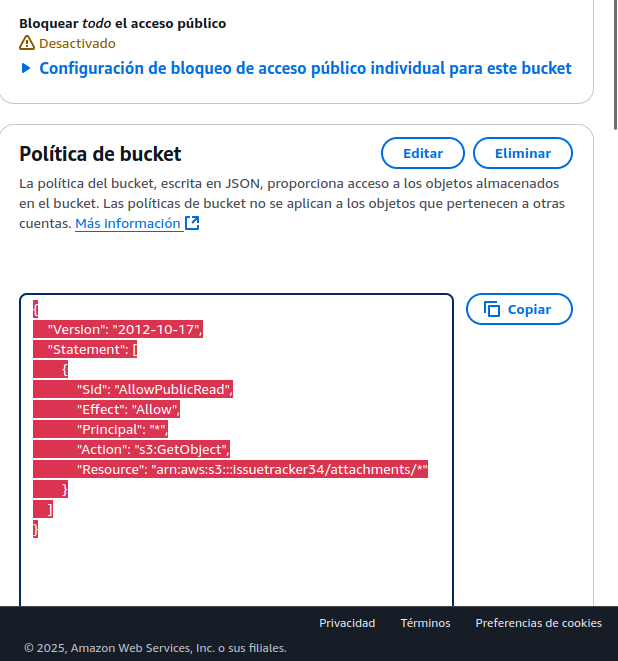 Bloquear todo el acceso público
Desactivado
Configuración de bloqueo de acceso público individual para este bucket
Política de bucket
Editar
Eliminar
La política del bucket, escrita en JSON, proporciona acceso a los objetos almacenados
en el bucket. Las políticas de bucket no se aplican a los objetos que pertenecen a otras
cuentas. Más información
Copiar
{
"Version": "2012-10-17",
"Statement": [
{
"Sid": "AllowPublicRead",
"Effect": "Allow",
"Principal": "*",
"Action": "s3:GetObject",
"Resource": "arn:aws:s3:::issuetracker34/attachments/*"
}
]
}
Privacidad
Términos
Preferencias de cookies
© 2025, Amazon Web Services, Inc. o sus filiales.